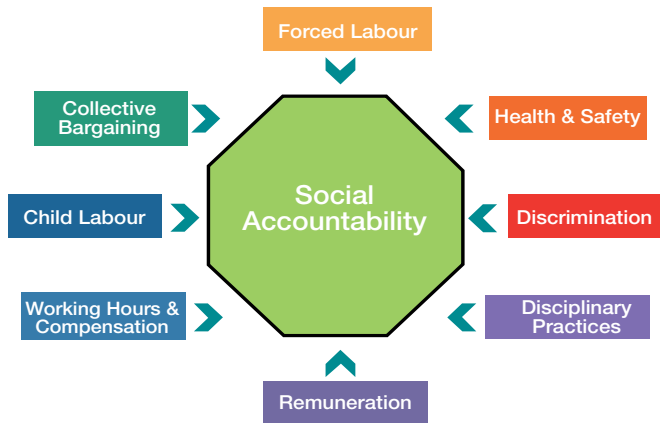 Forced Labour
Collective
Bargaining
Health & Safety
Social
Accountability
Child Labour
Discrimination
Working Hours &
Compensation
Disciplinary
Practices
Remuneration